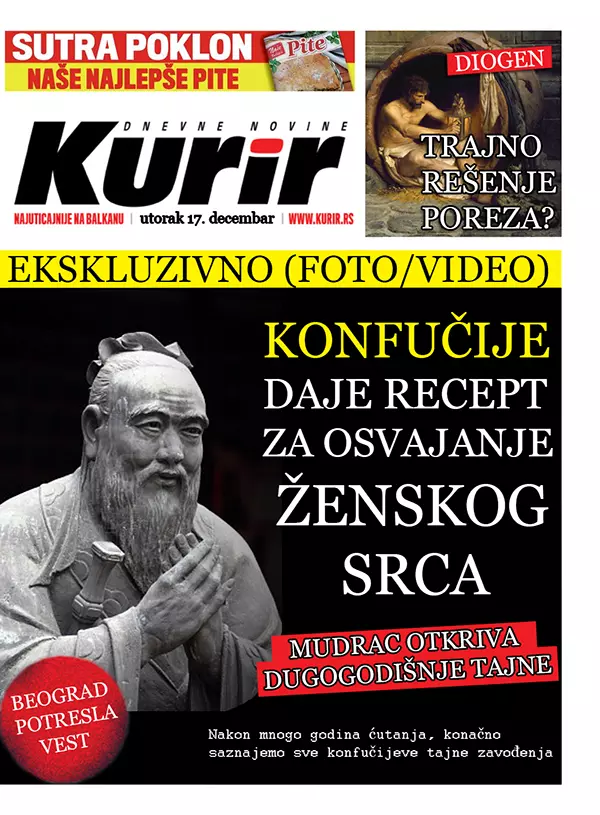 SUTRA POKLON
NAŠE NAJLEPŠE PITE
Pite
DIOGEN
TRAJNO
REŠENJE
POREZA?
DNEVNE NOVINE
Kurir
NAJUTICAJNIJE NA BALKANU | utorak 17. decembar | WWW.KURIR.RS
EKSKLUZIVNO (FOTO/VIDEO)
KONFUČIJE
DAJE RECEPT
ZA OSVAJANJE
ŽENSKOG
SRCA
MUDRAC OTKRIVA
DUGOGODIŠNJE TAJNE
BEOGRAD
POTRESLA
VEST
Nakon mnogo godina ćutanja, konačno
saznajemo sve konfučijeve tajne zavođenja